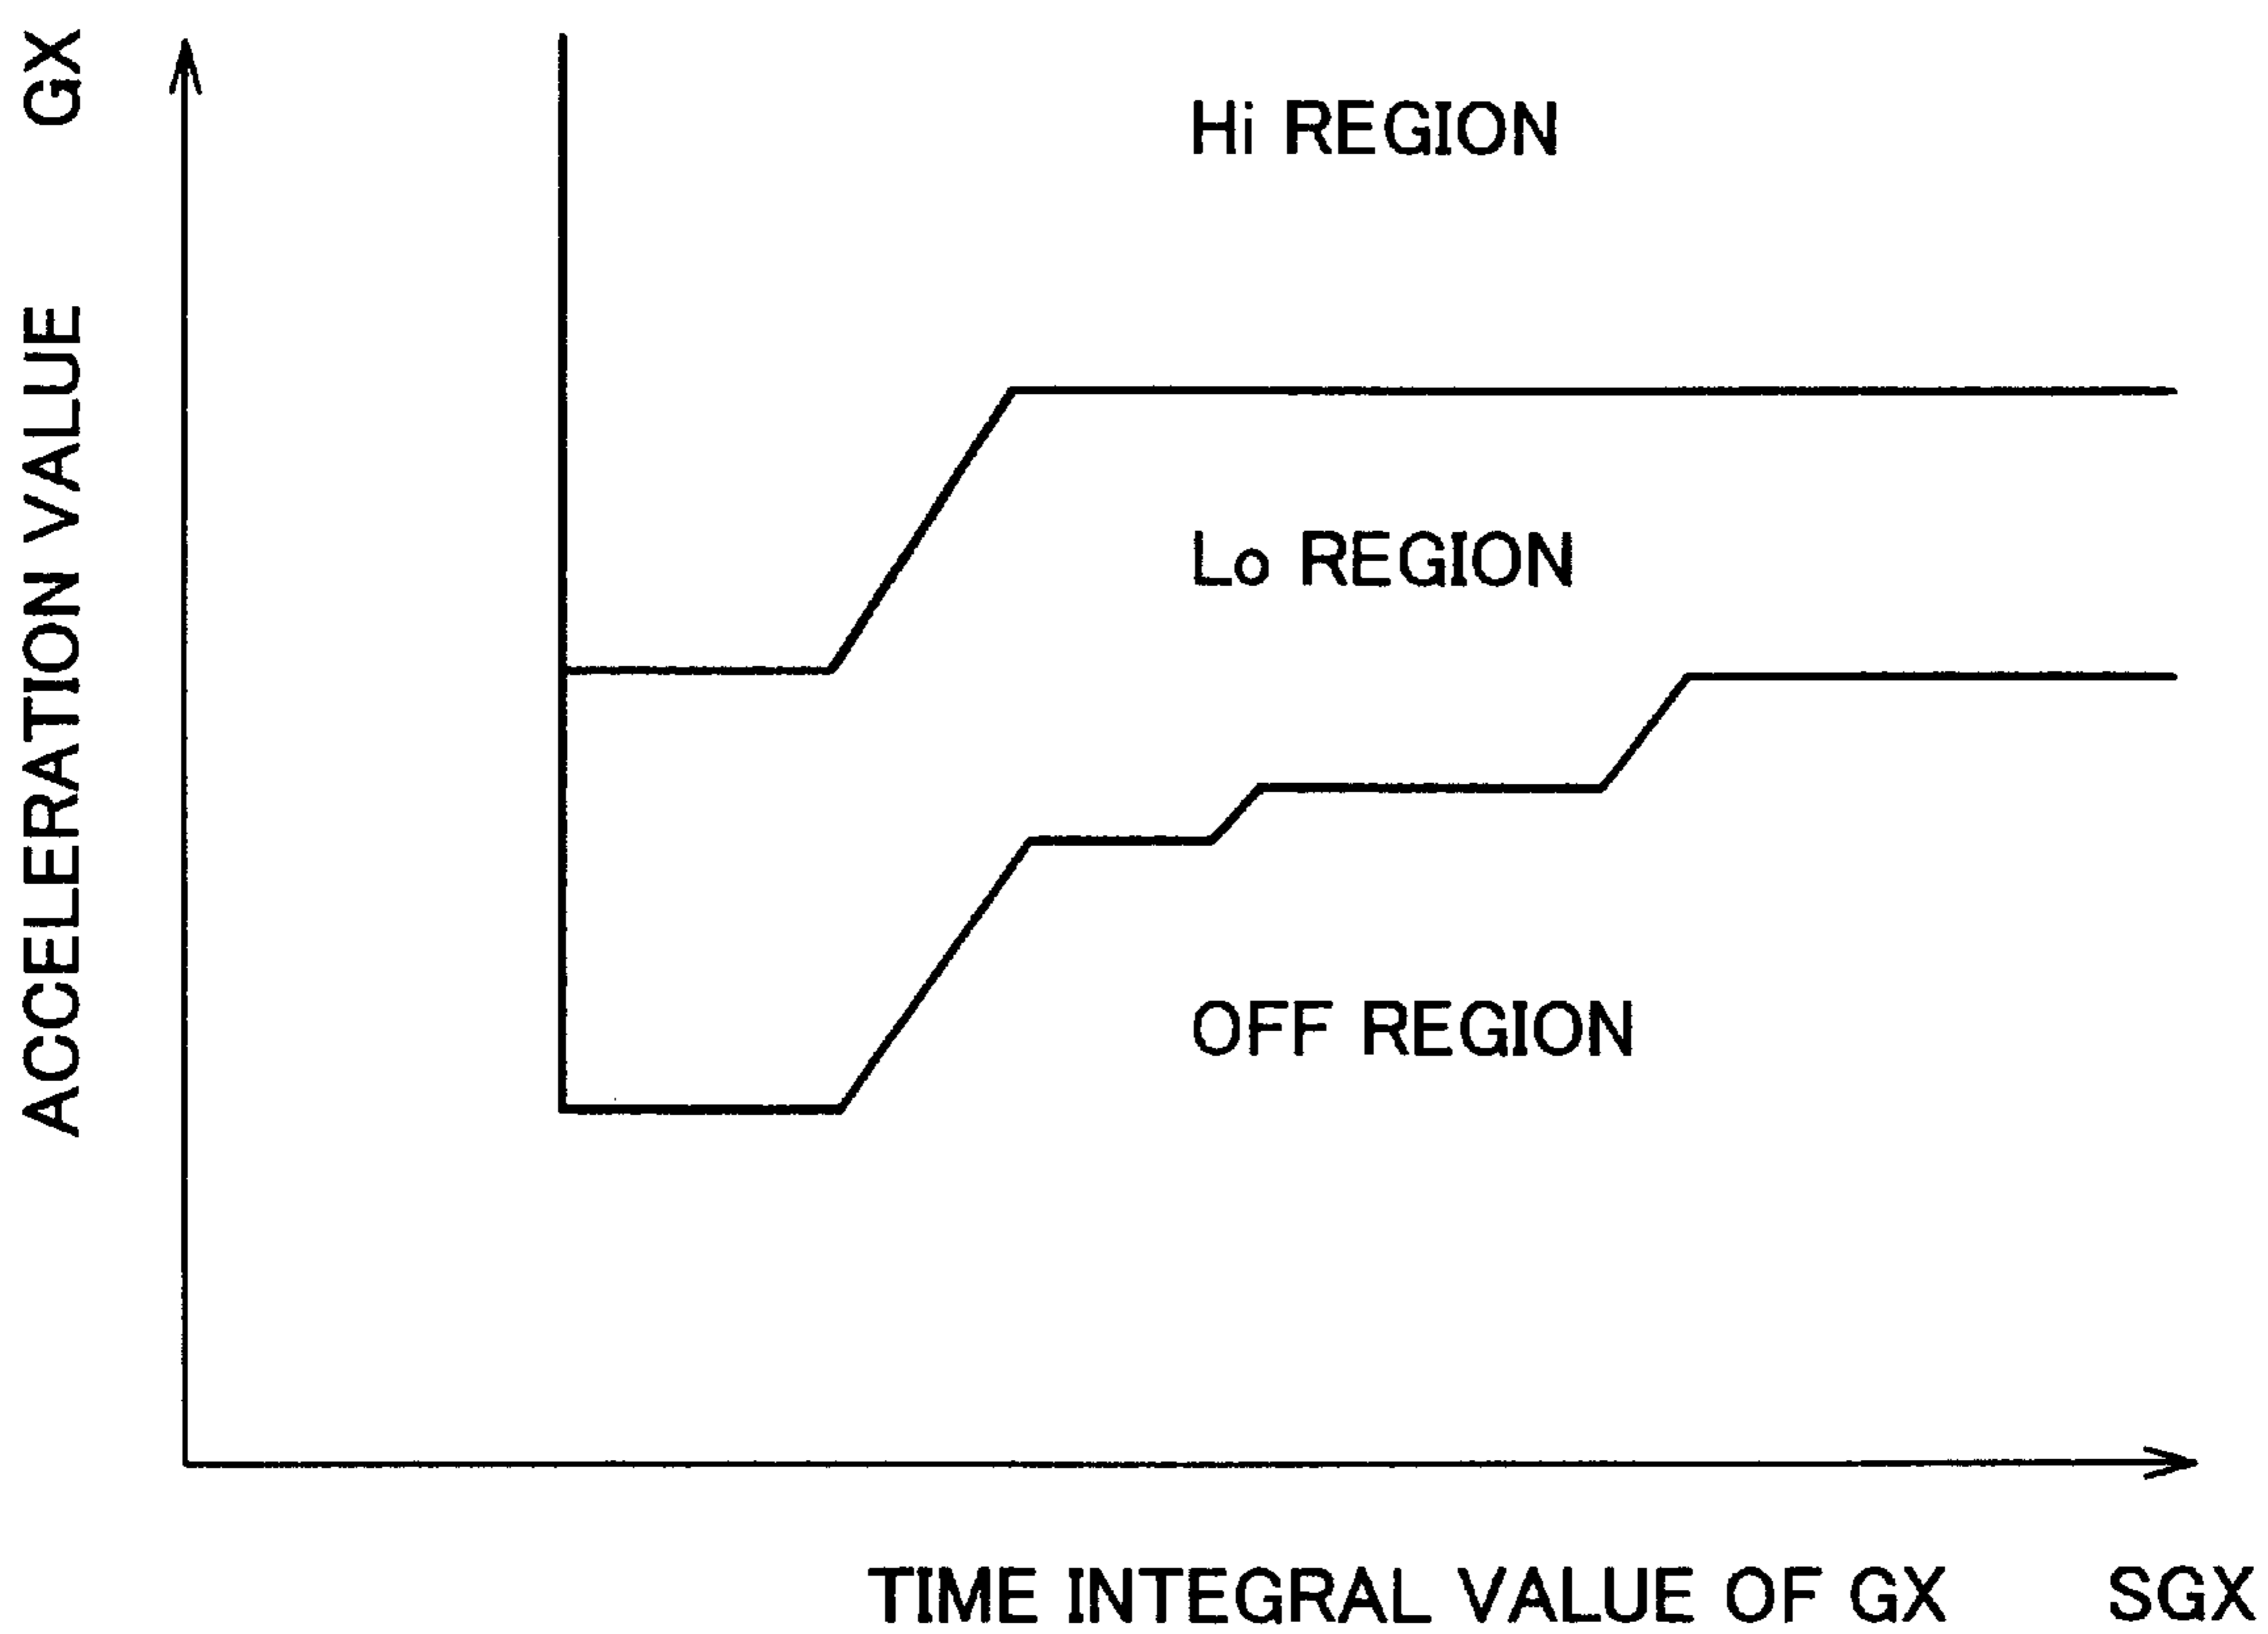 ACCELERATION VALUE GX
Hi REGION
Lo REGION
OFF REGION
TIME INTEGRAL VALUE OF GX SGX